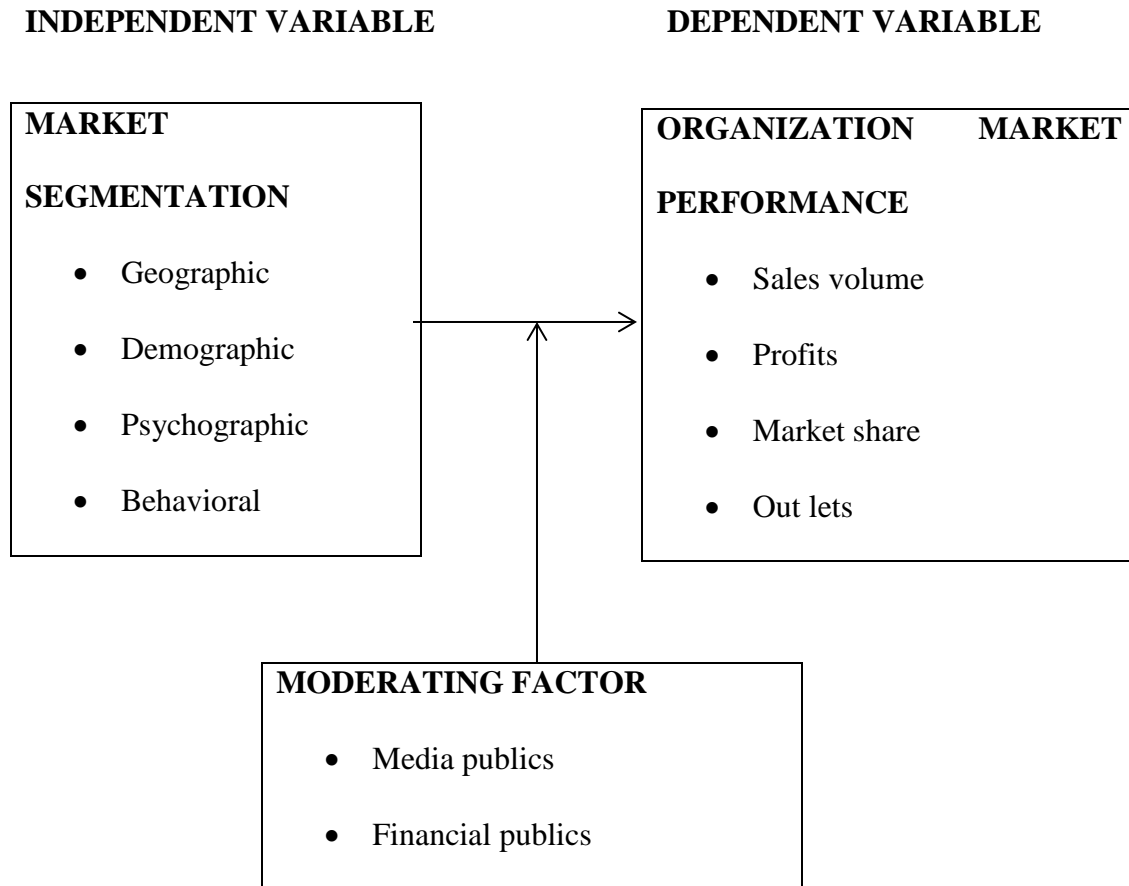 INDEPENDENT VARIABLE
DEPENDENT VARIABLE
MARKET
SEGMENTATION
• Geographic
• Demographic
• Psychographic
• Behavioral
ORGANIZATION MARKET
PERFORMANCE
• Sales volume
• Profits
• Market share
• Out lets
MODERATING FACTOR
• Media publics
• Financial publics